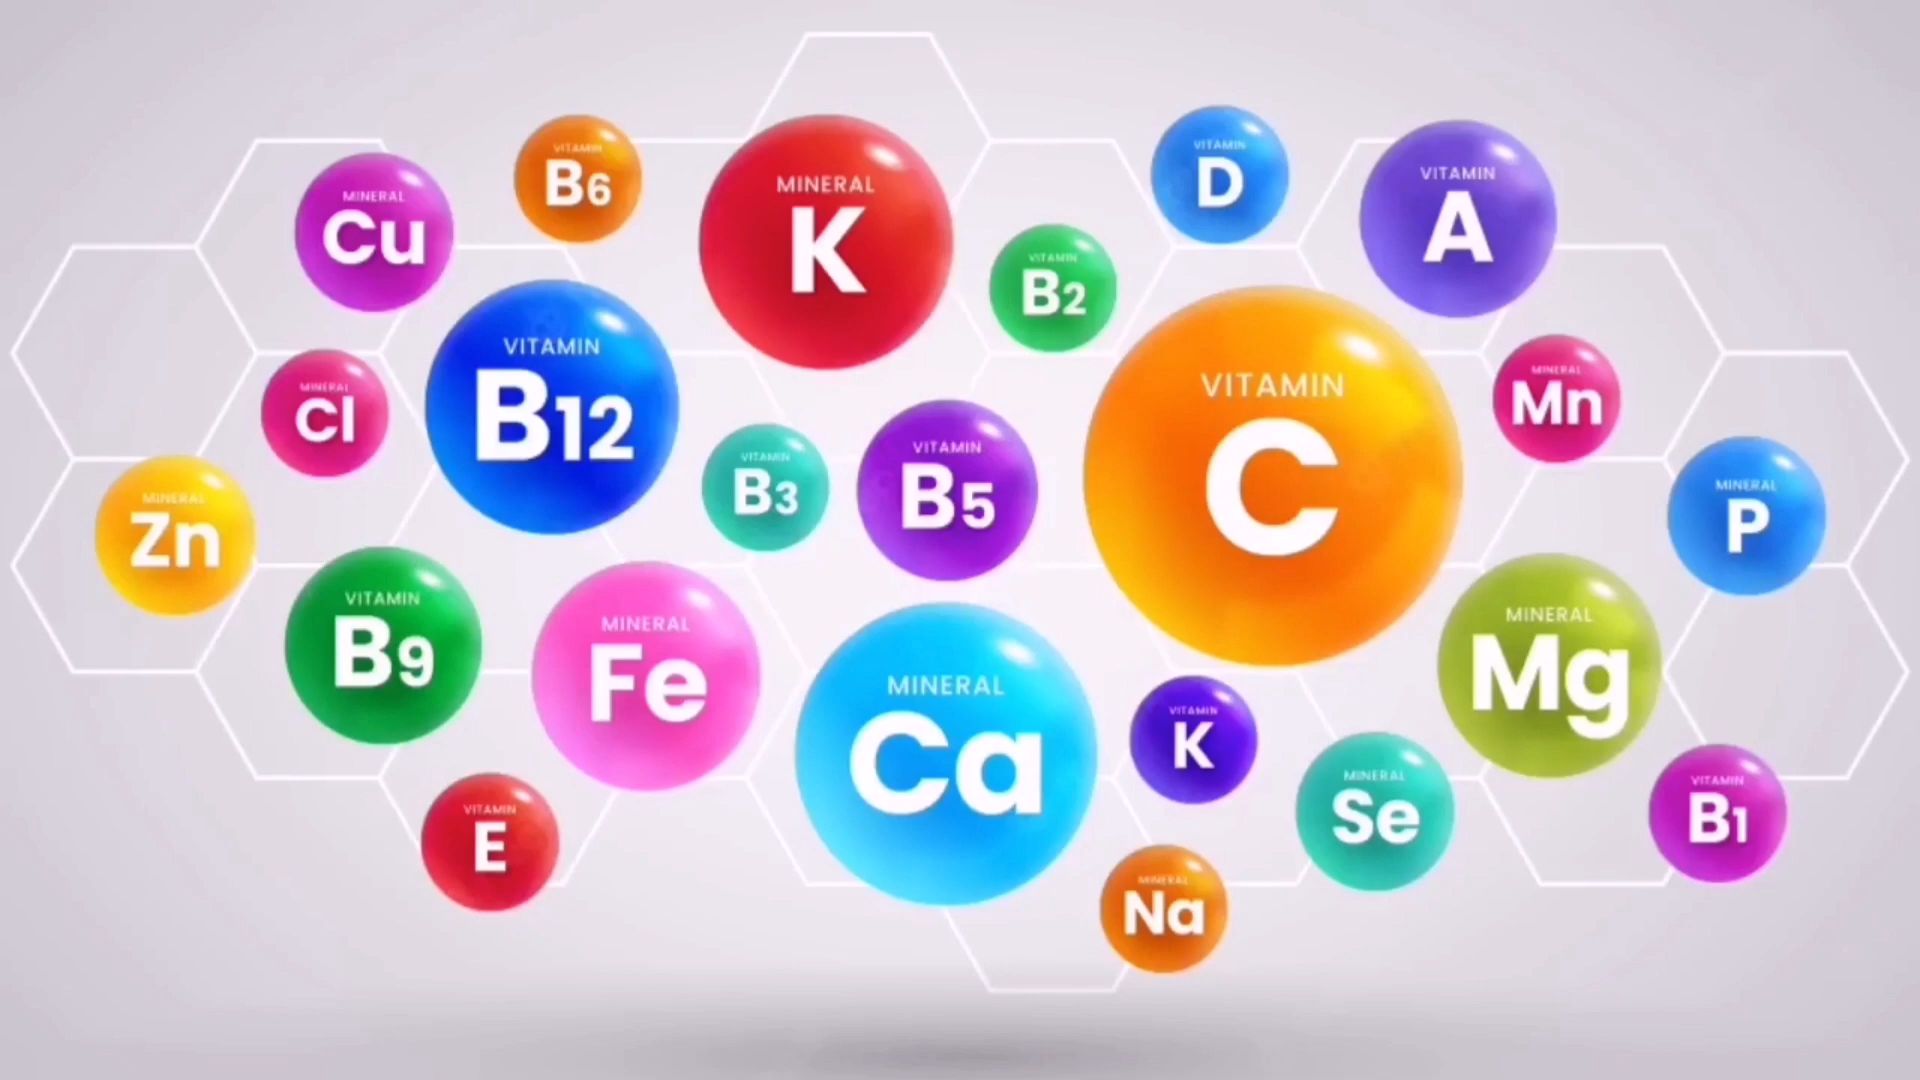 VITAMIN
B6
MINERAL
Cu
MINERAL
K
VITAMIN
D
VITAMIN
A
VITAMIN
B2
VITAMIN
B12
MINERAL
Cl
VITAMIN
C
MINERAL
Mn
VITAMIN
B3
VITAMIN
B5
MINERAL
Zn
MINERAL
P
VITAMIN
B9
MINERAL
Fe
MINERAL
Ca
VITAMIN
K
MINERAL
Mg
MINERAL
Se
VITAMIN
B1
VITAMIN
E
MINERAL
Na